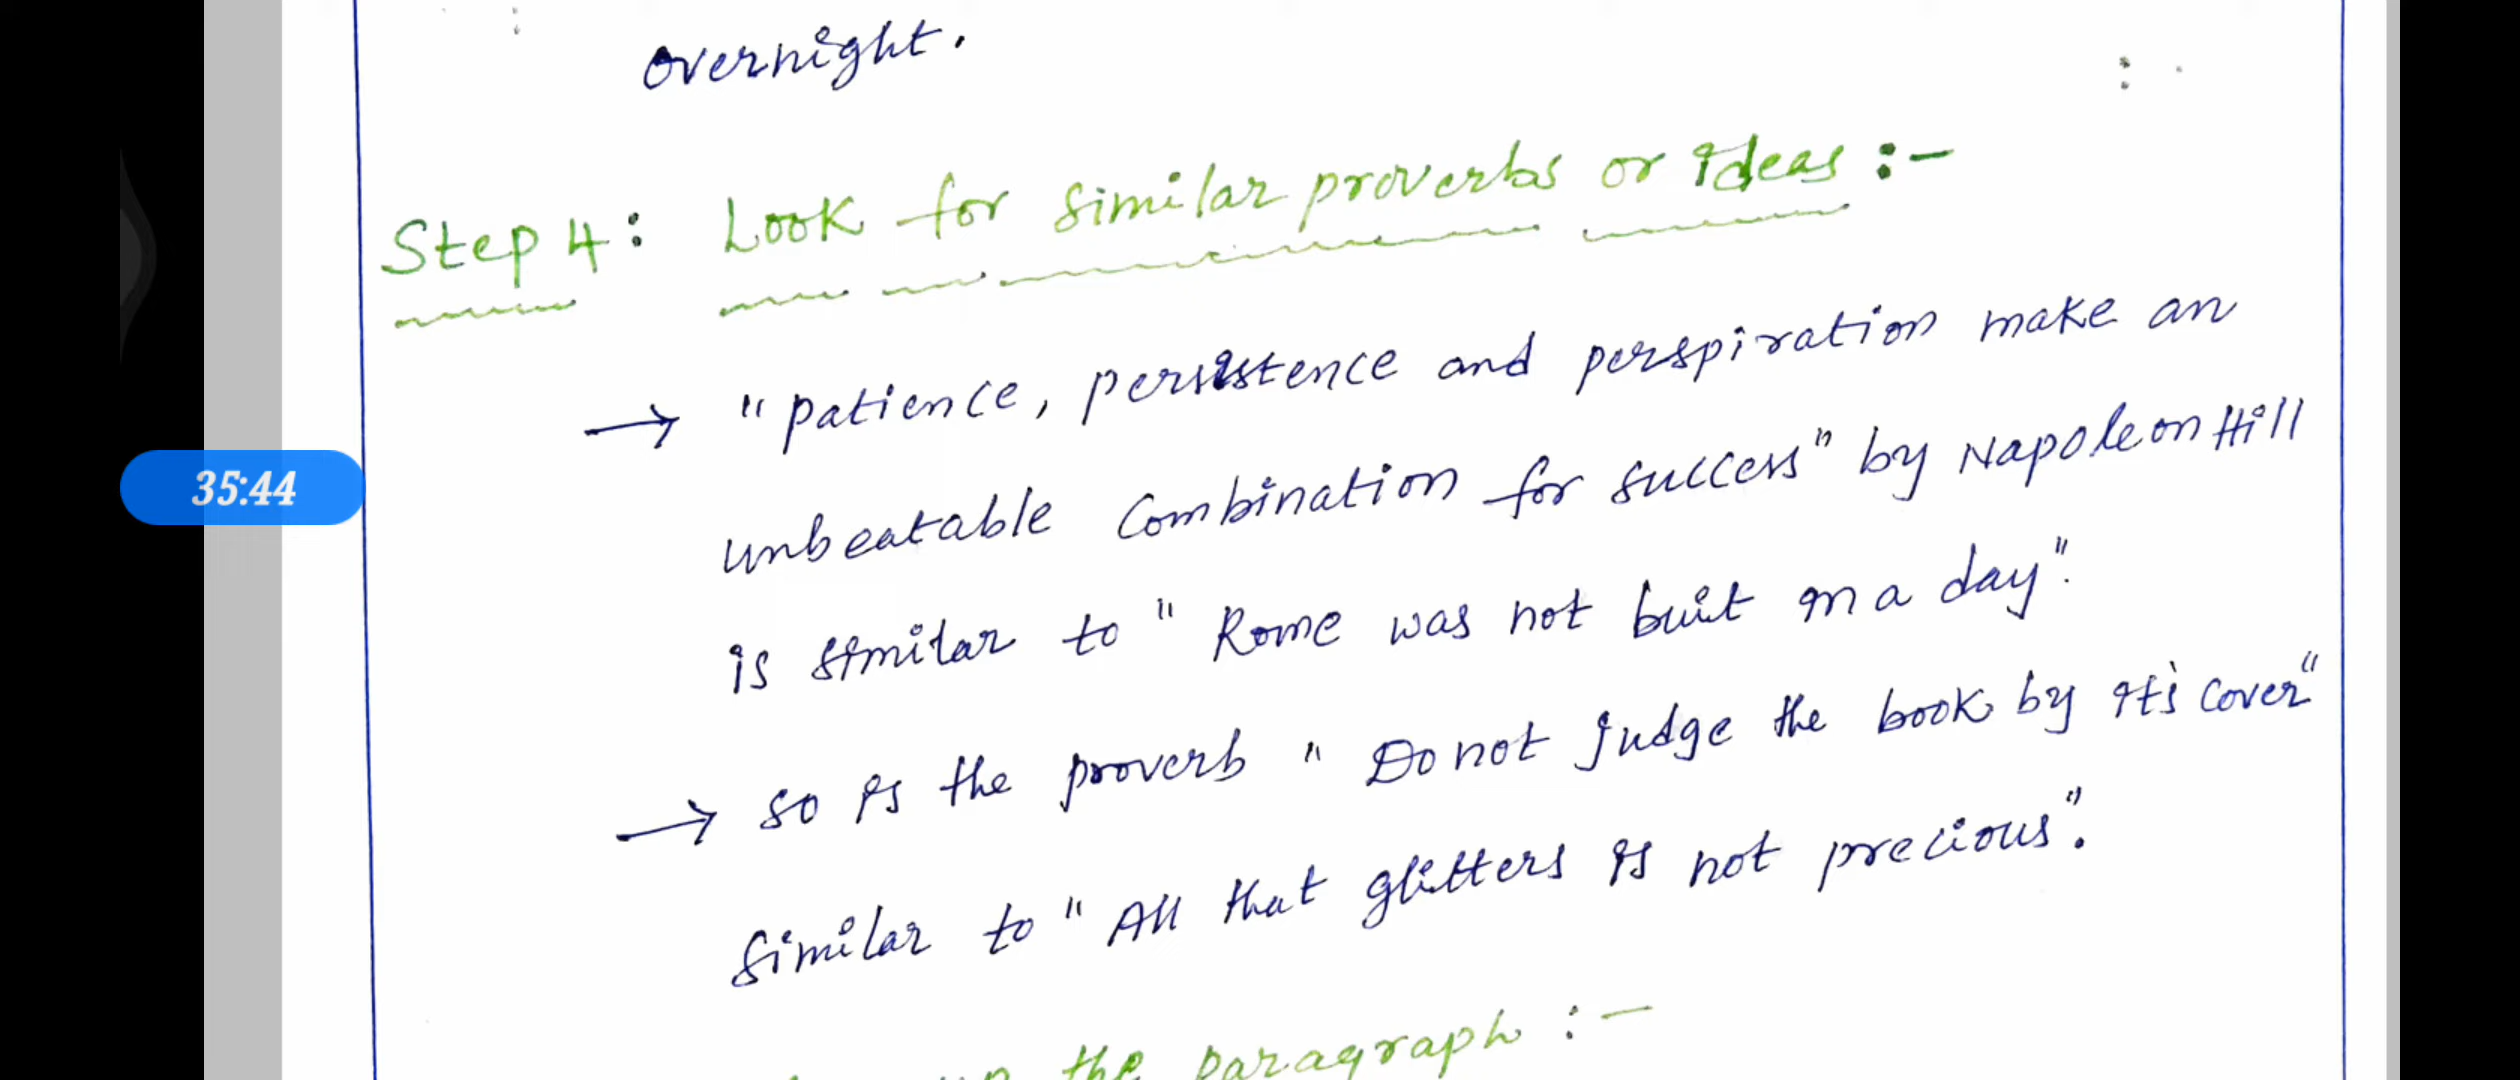 overnight.
Step 4: Look for similar proverbs or ideas :-
→ "patience, persistence and perspiration make an
unbeatable combination for success" by Napoleon Hill
is similar to "Rome was not built in a day".
35:44
→ so is the proverb "Do not judge the book by it's cover"
similar to "All that glitters is not precious".
up the paragraph :-